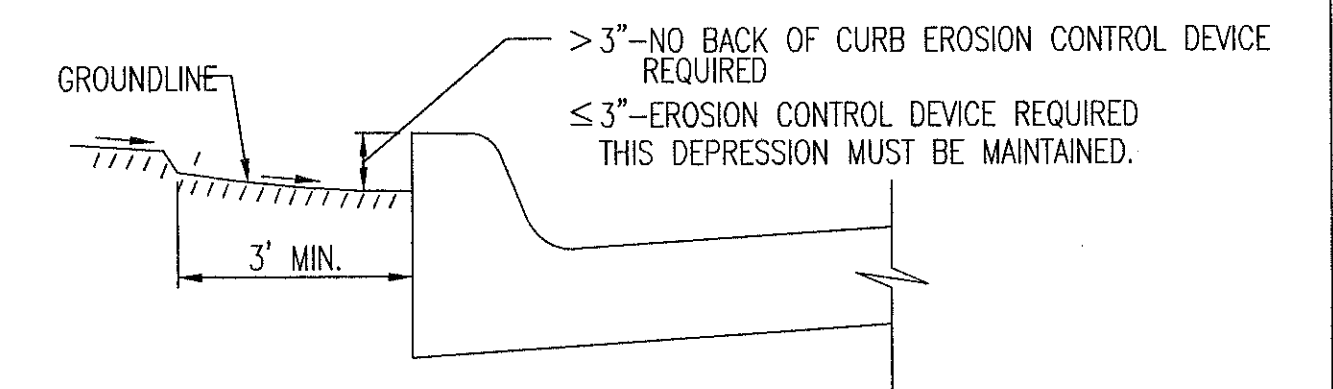 > 3"-NO BACK OF CURB EROSION CONTROL DEVICE
REQUIRED
GROUNDLINE
≤ 3"-EROSION CONTROL DEVICE REQUIRED
THIS DEPRESSION MUST BE MAINTAINED.
3' MIN.